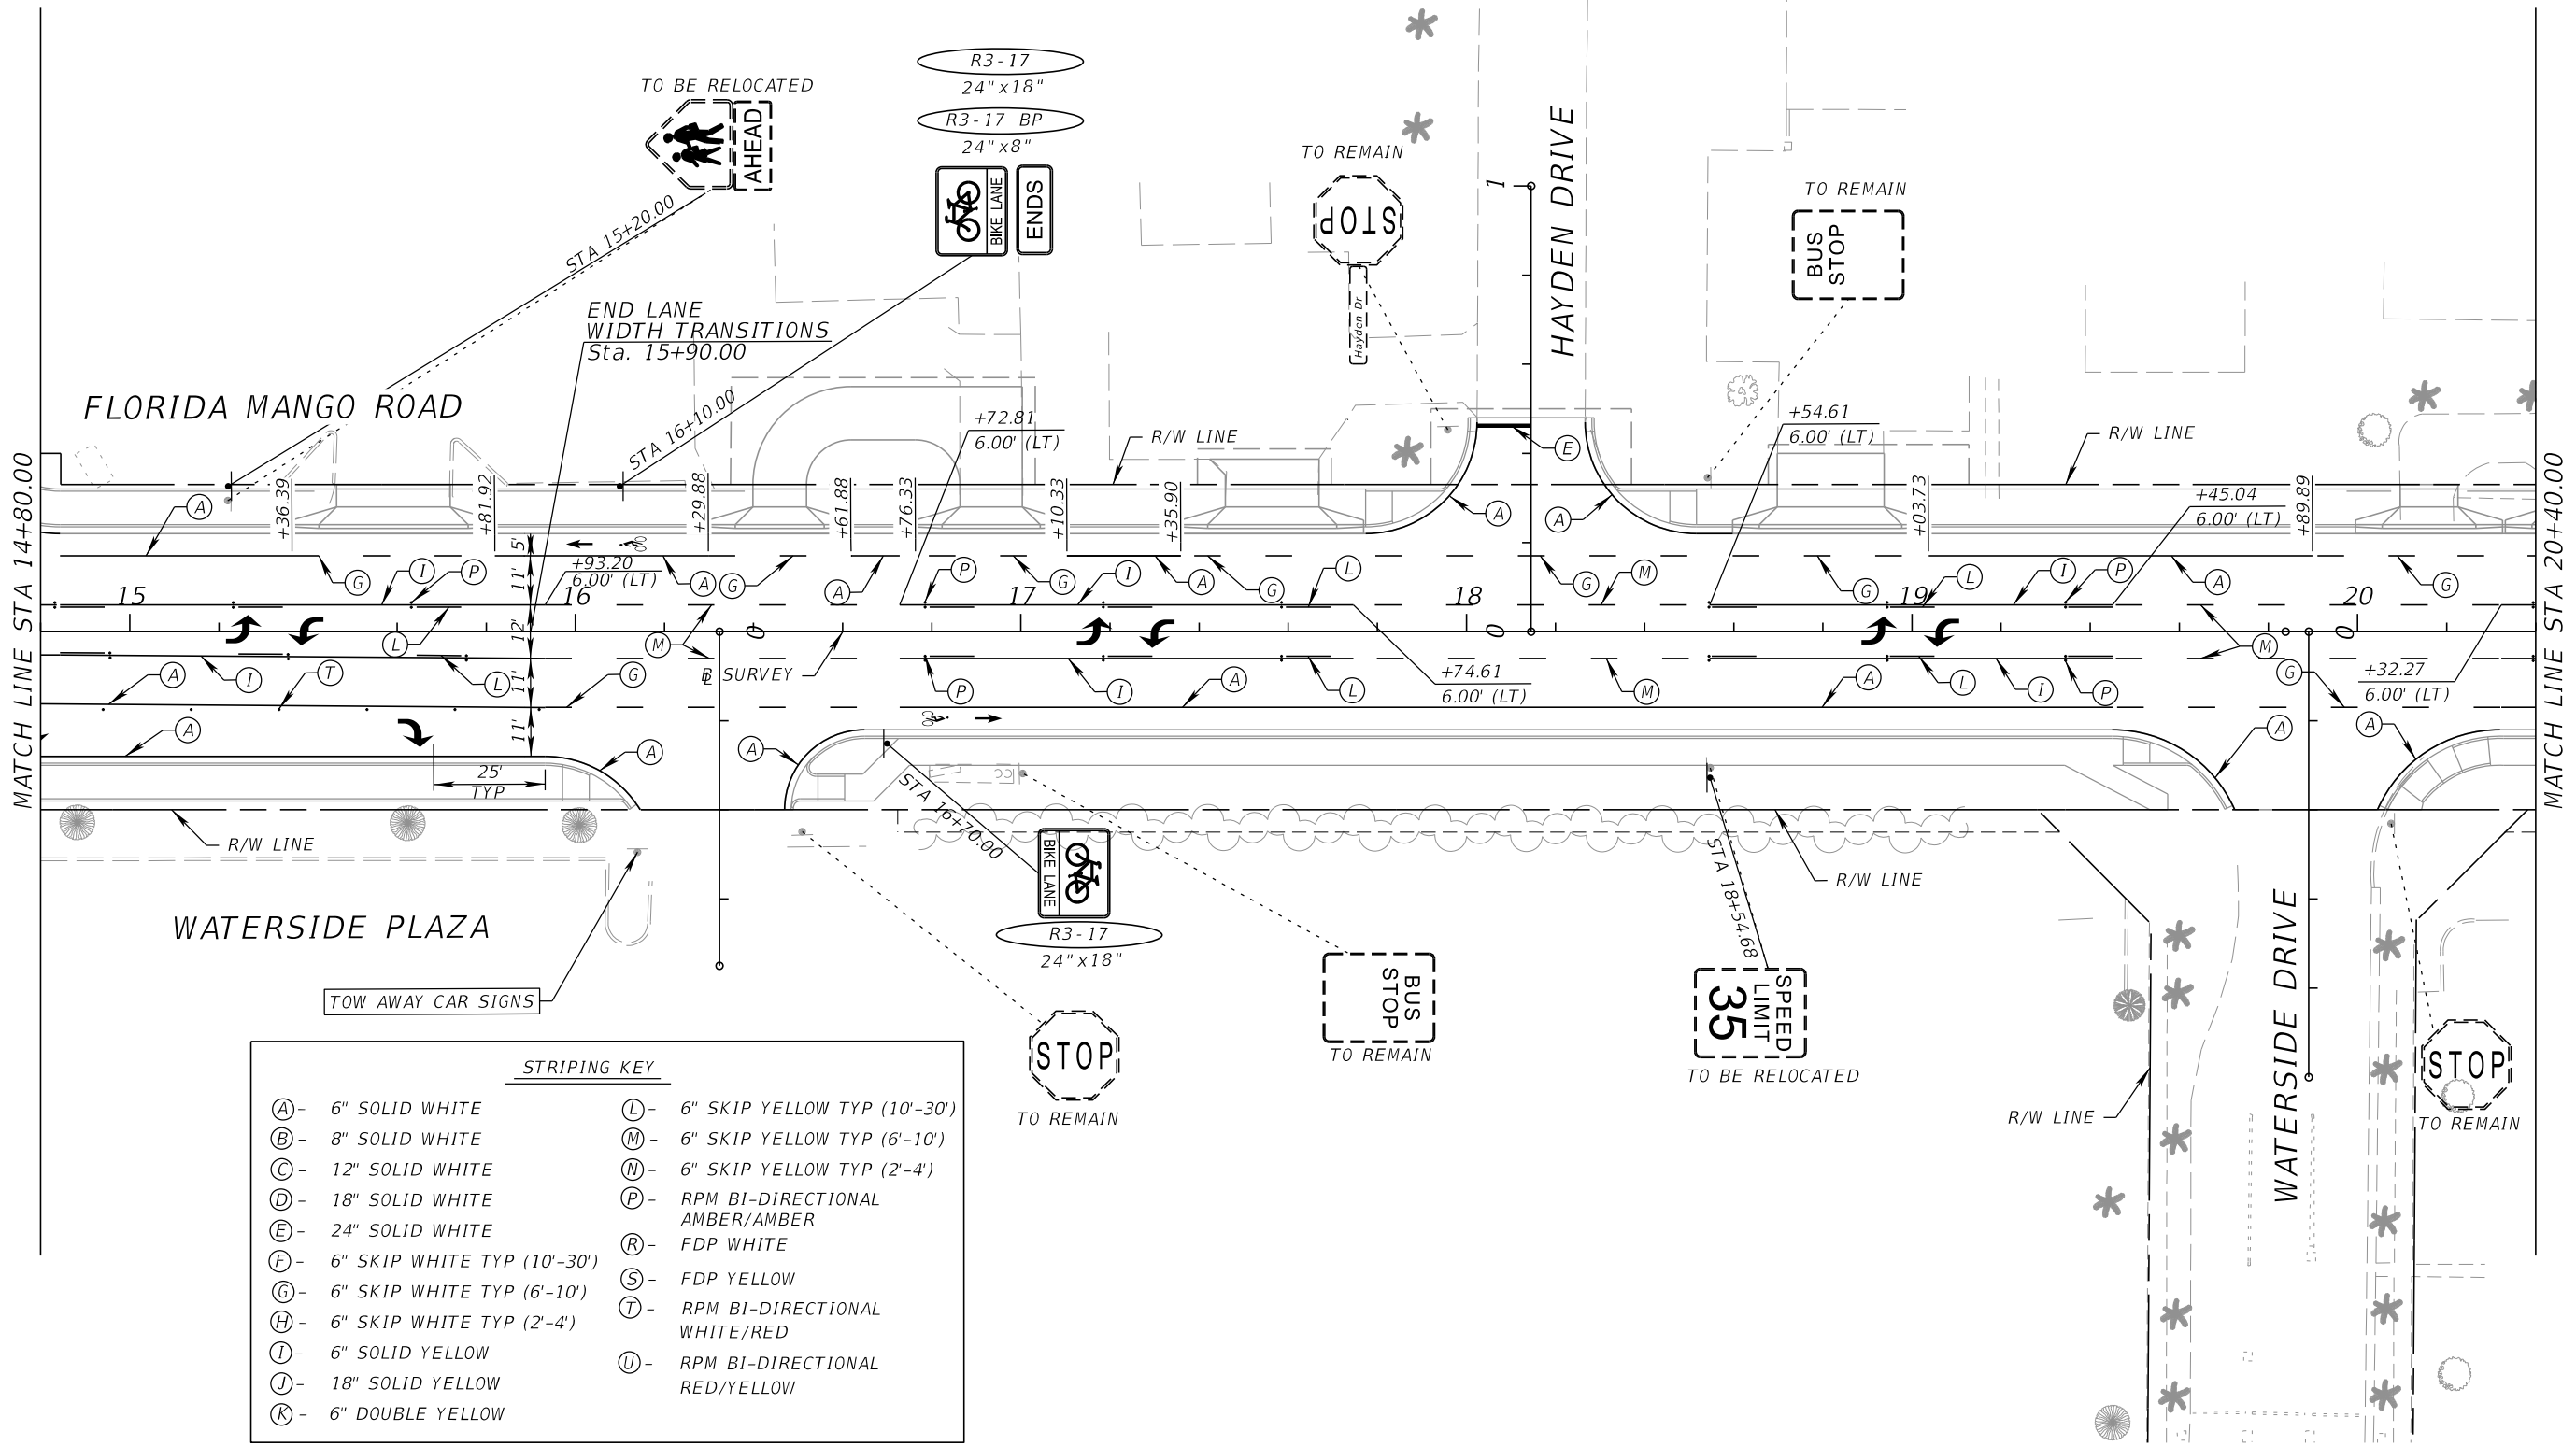 R3-17
24"x18"
R3-17 BP
24"x8"
BIKE LANE
ENDS
TO BE RELOCATED
AHEAD
STA 15+20.00
END LANE
WIDTH TRANSITIONS
Sta. 15+90.00
STA 16+10.00
TO REMAIN
STOP
Hayden Dr
HAYDEN DRIVE
1
0
TO REMAIN
BUS
STOP
FLORIDA MANGO ROAD
MATCH LINE STA 14+80.00
MATCH LINE STA 20+40.00
+72.81
6.00' (LT)
R/W LINE
E
+54.61
6.00' (LT)
R/W LINE
+45.04
6.00' (LT)
A
+36.39
+81.92
+29.88
+61.88
+76.33
+10.33
+35.90
A
A
+03.73
+89.89
5'
11'
12'
11'
11'
+93.20
6.00' (LT)
G
I
P
A
G
A
P
G
I
A
G
L
G
M
G
L
I
P
A
G
15
16
17
18
19
20
L
M
0
0
M
A
I
T
L
G
℄ SURVEY
P
I
A
L
+74.61
6.00' (LT)
M
A
L
I
P
G
+32.27
6.00' (LT)
A
A
A
A
A
25'
TYP
R/W LINE
STA 16+70.00
BIKE LANE
R3-17
24"x18"
STA 18+54.68
R/W LINE
WATERSIDE PLAZA
TOW AWAY CAR SIGNS
STOP
TO REMAIN
BUS
STOP
TO REMAIN
SPEED
LIMIT
35
TO BE RELOCATED
R/W LINE
WATERSIDE DRIVE
0
STOP
TO REMAIN
STRIPING KEY
A – 6" SOLID WHITE
B – 8" SOLID WHITE
C – 12" SOLID WHITE
D – 18" SOLID WHITE
E – 24" SOLID WHITE
F – 6" SKIP WHITE TYP (10'-30')
G – 6" SKIP WHITE TYP (6'-10')
H – 6" SKIP WHITE TYP (2'-4')
I – 6" SOLID YELLOW
J – 18" SOLID YELLOW
K – 6" DOUBLE YELLOW
L – 6" SKIP YELLOW TYP (10'-30')
M – 6" SKIP YELLOW TYP (6'-10')
N – 6" SKIP YELLOW TYP (2'-4')
P – RPM BI-DIRECTIONAL
AMBER/AMBER
R – FDP WHITE
S – FDP YELLOW
T – RPM BI-DIRECTIONAL
WHITE/RED
U – RPM BI-DIRECTIONAL
RED/YELLOW